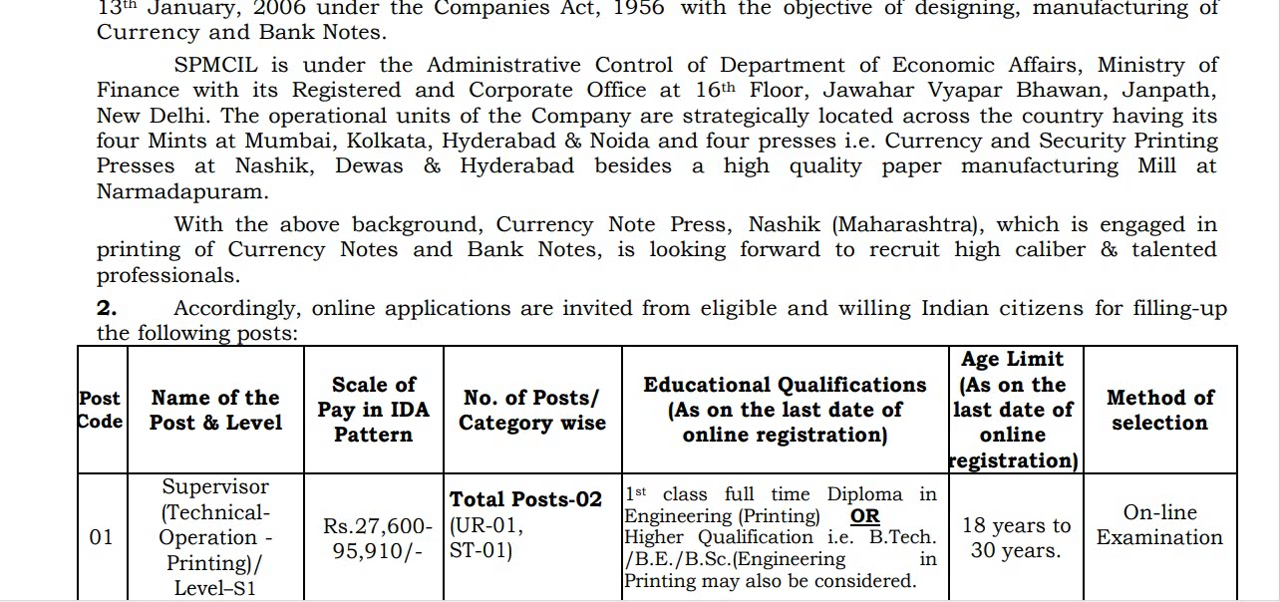 13th January, 2006 under the Companies Act, 1956 with the objective of designing, manufacturing of
Currency and Bank Notes.
SPMCIL is under the Administrative Control of Department of Economic Affairs, Ministry of
Finance with its Registered and Corporate Office at 16th Floor, Jawahar Vyapar Bhawan, Janpath,
New Delhi. The operational units of the Company are strategically located across the country having its
four Mints at Mumbai, Kolkata, Hyderabad & Noida and four presses i.e. Currency and Security Printing
Presses at Nashik, Dewas & Hyderabad besides a high quality paper manufacturing Mill at
Narmadapuram.
With the above background, Currency Note Press, Nashik (Maharashtra), which is engaged in
printing of Currency Notes and Bank Notes, is looking forward to recruit high caliber & talented
professionals.
2. Accordingly, online applications are invited from eligible and willing Indian citizens for filling-up
the following posts:
Post
Code
Name of the
Post & Level
Scale of
Pay in IDA
Pattern
No. of Posts/
Category wise
Educational Qualifications
(As on the last date of
online registration)
Age Limit
(As on the
last date of
online
registration)
Method of
selection
01
Supervisor
(Technical-
Operation -
Printing)/
Level–S1
Rs.27,600-
95,910/-
Total Posts-02
(UR-01,
ST-01)
1st class full time Diploma in
Engineering (Printing) OR
Higher Qualification i.e. B.Tech.
/B.E./B.Sc.(Engineering in
Printing may also be considered.
18 years to
30 years.
On-line
Examination